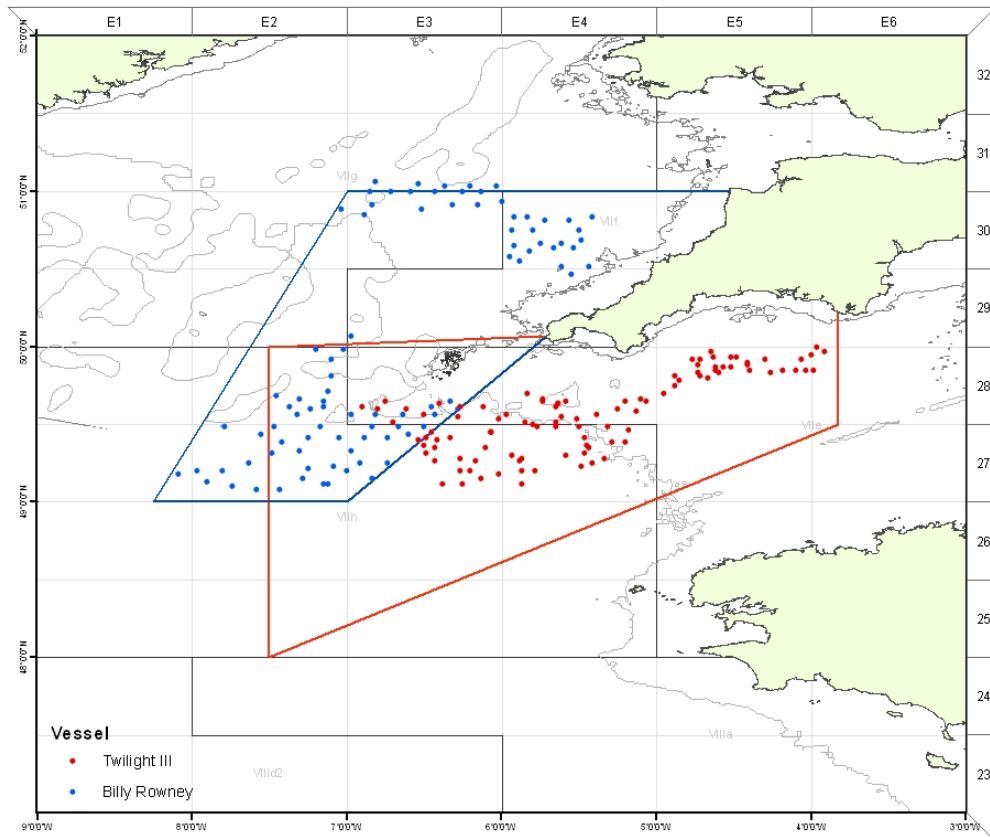 E1 E2 E3 E4 E5 E6
52°0'0"N
32
31
VIIg
51°0'0"N
VIIf
30
29
50°0'0"N
28
VIIe
27
49°0'0"N
VIIh
26
25
48°0'0"N
24
Vessel
VIIIa
Twilight III
VIIId2
23
Billy Rowney
9°0'0"W 8°0'0"W 7°0'0"W 6°0'0"W 5°0'0"W 4°0'0"W 3°0'0"W